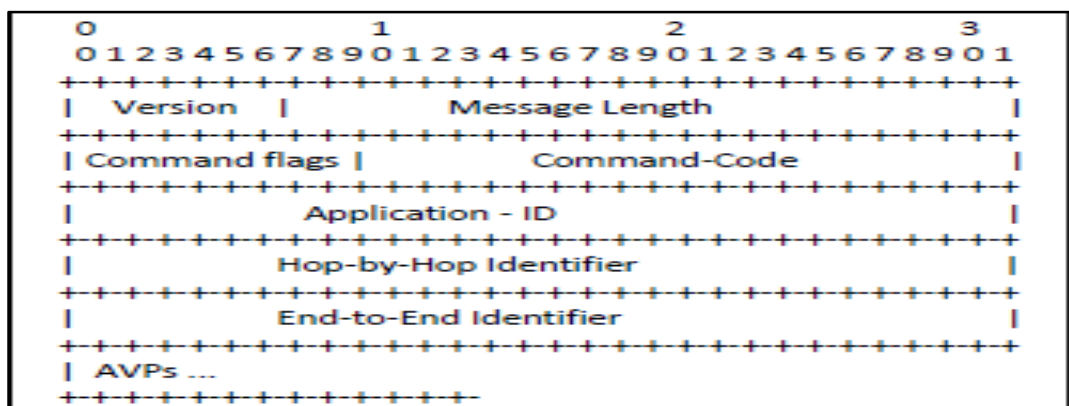 0 1 2 3
0 1 2 3 4 5 6 7 8 9 0 1 2 3 4 5 6 7 8 9 0 1 2 3 4 5 6 7 8 9 0 1
+-+-+-+-+-+-+-+-+-+-+-+-+-+-+-+-+-+-+-+-+-+-+-+-+-+-+-+-+-+-+-+-+
| Version | Message Length |
+-+-+-+-+-+-+-+-+-+-+-+-+-+-+-+-+-+-+-+-+-+-+-+-+-+-+-+-+-+-+-+-+
| Command flags | Command-Code |
+-+-+-+-+-+-+-+-+-+-+-+-+-+-+-+-+-+-+-+-+-+-+-+-+-+-+-+-+-+-+-+-+
| Application - ID |
+-+-+-+-+-+-+-+-+-+-+-+-+-+-+-+-+-+-+-+-+-+-+-+-+-+-+-+-+-+-+-+-+
| Hop-by-Hop Identifier |
+-+-+-+-+-+-+-+-+-+-+-+-+-+-+-+-+-+-+-+-+-+-+-+-+-+-+-+-+-+-+-+-+
| End-to-End Identifier |
+-+-+-+-+-+-+-+-+-+-+-+-+-+-+-+-+-+-+-+-+-+-+-+-+-+-+-+-+-+-+-+-+
| AVPs ...
+-+-+-+-+-+-+-+-+-+-+-+-+-+-